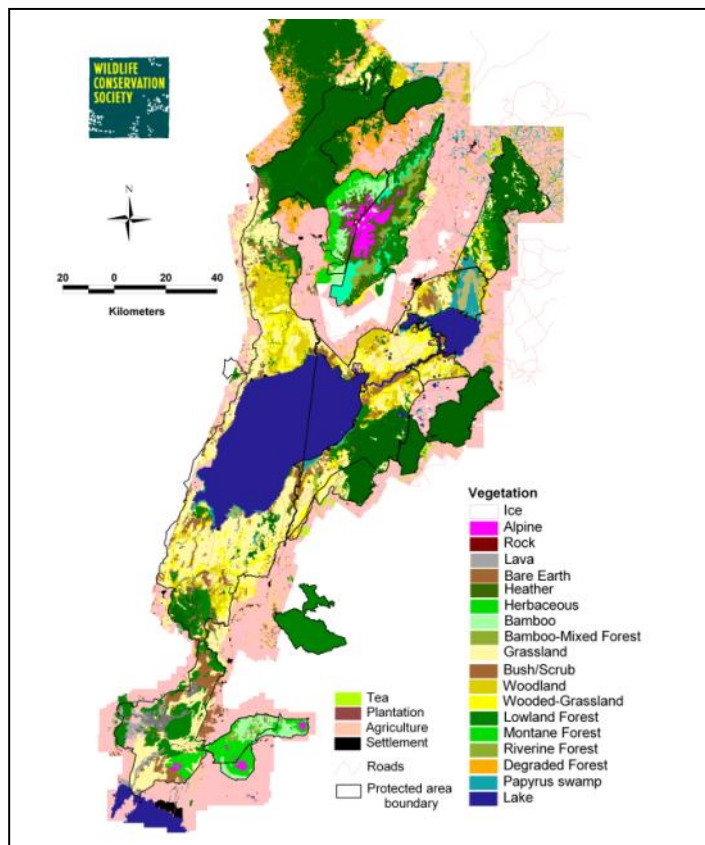 WILDLIFE
CONSERVATION
SOCIETY
N
20 0 20 40
Kilometers
Vegetation
Ice
Alpine
Rock
Lava
Bare Earth
Heather
Herbaceous
Bamboo
Bamboo-Mixed Forest
Grassland
Bush/Scrub
Woodland
Wooded-Grassland
Lowland Forest
Montane Forest
Riverine Forest
Degraded Forest
Papyrus swamp
Lake
Tea
Plantation
Agriculture
Settlement
Roads
Protected area
boundary